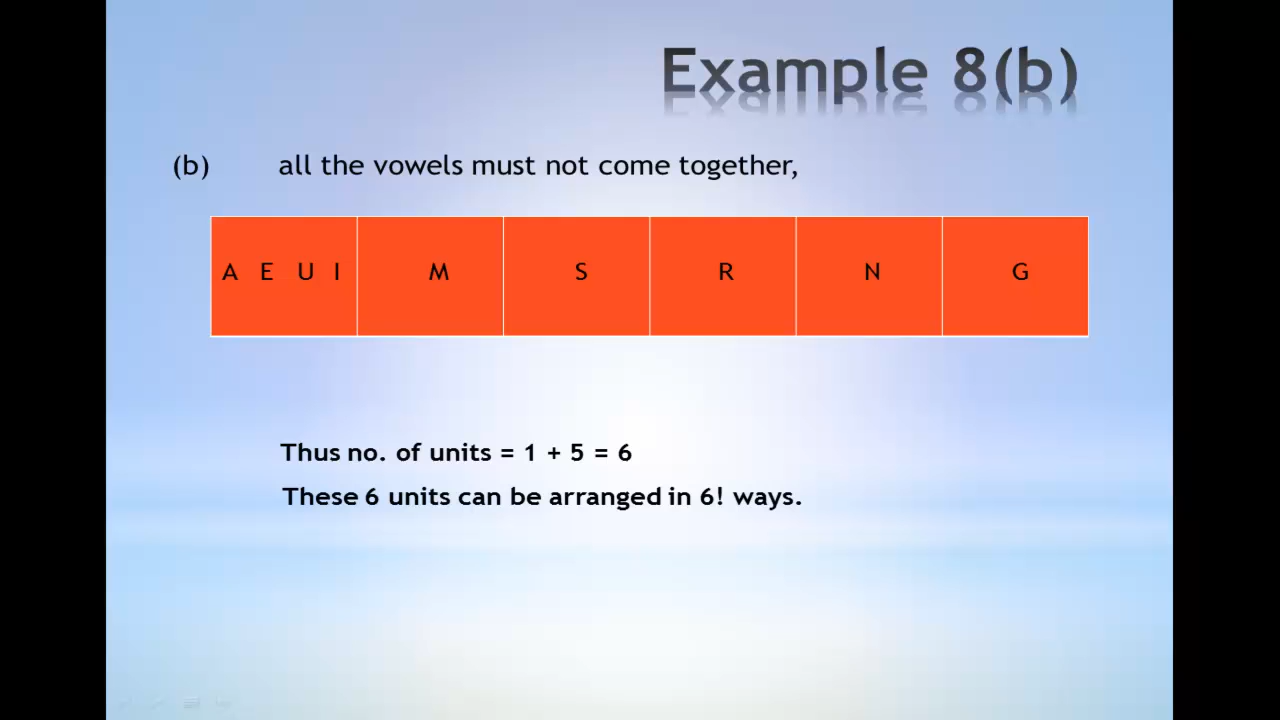 Example 8(b)
(b) all the vowels must not come together,
A E U I M S R N G
Thus no. of units = 1 + 5 = 6
These 6 units can be arranged in 6! ways.